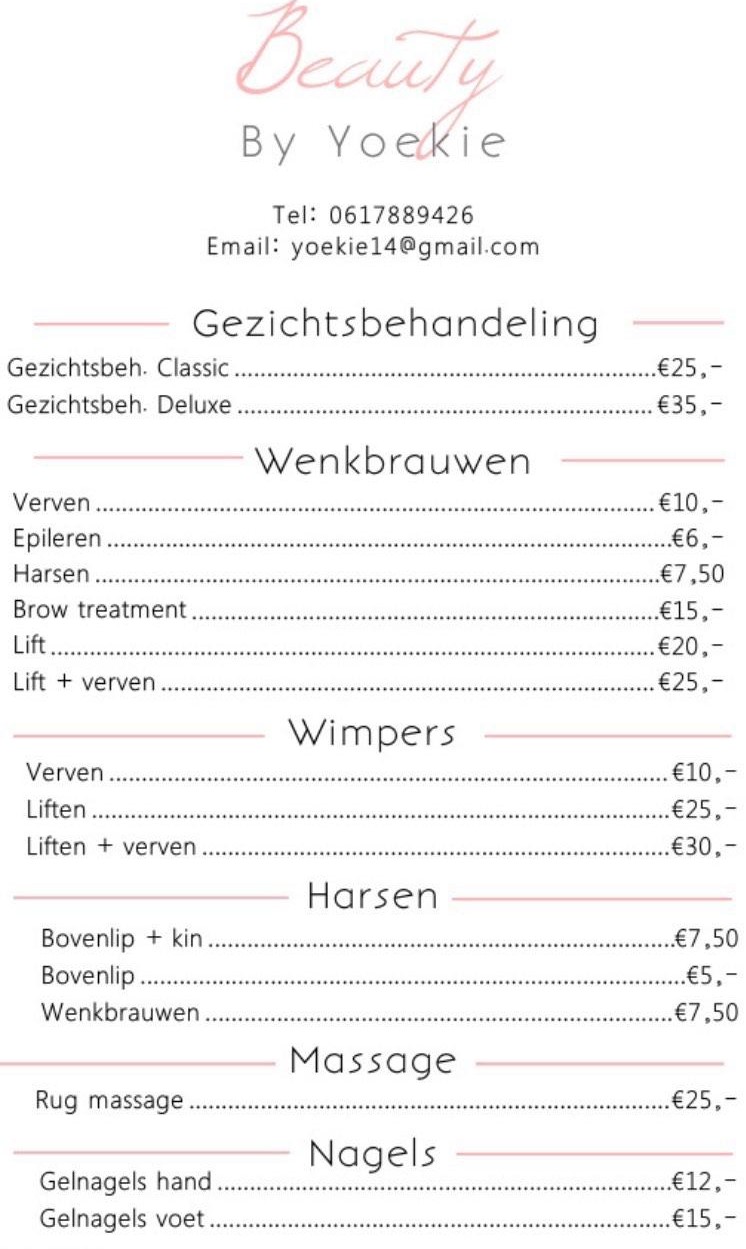 Beauty
By Yoekie
Tel: 0617889426
Email: yoekie14@gmail.com
Gezichtsbehandeling
Gezichtsbeh. Classic ........ €25,-
Gezichtsbeh. Deluxe ........ €35,-
Wenkbrauwen
Verven ........ €10,-
Epileren ........ €6,-
Harsen ........ €7,50
Brow treatment ........ €15,-
Lift ........ €20,-
Lift + verven ........ €25,-
Wimpers
Verven ........ €10,-
Liften ........ €25,-
Liften + verven ........ €30,-
Harsen
Bovenlip + kin ........ €7,50
Bovenlip ........ €5,-
Wenkbrauwen ........ €7,50
Massage
Rug massage ........ €25,-
Nagels
Gelnagels hand ........ €12,-
Gelnagels voet ........ €15,-